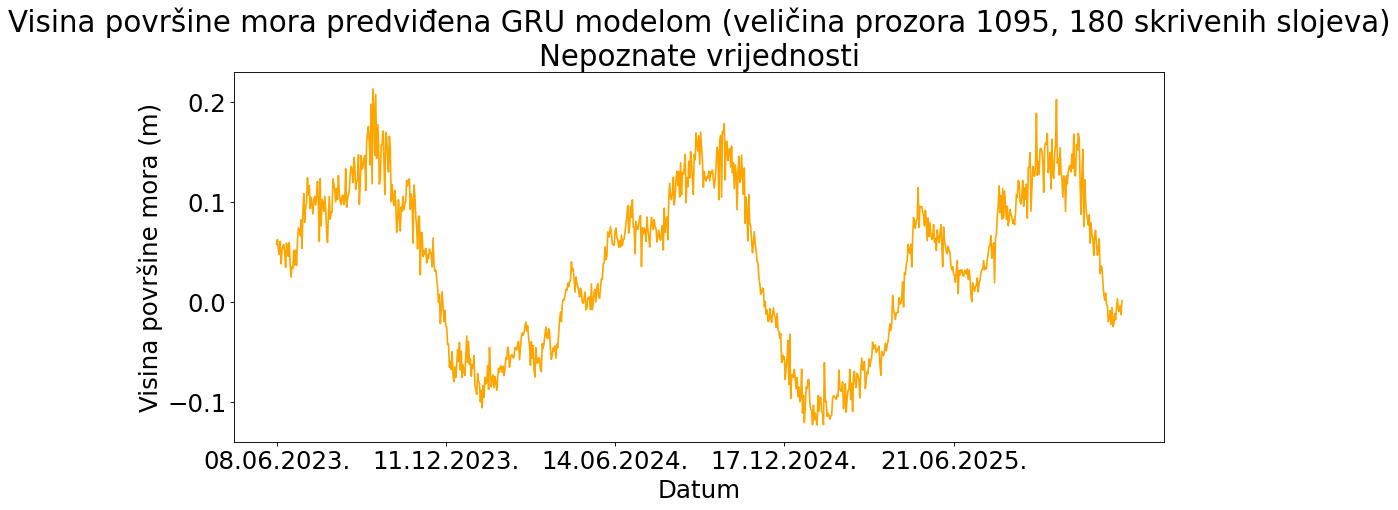 Visina površine mora predviđena GRU modelom (veličina prozora 1095, 180 skrivenih slojeva)
Nepoznate vrijednosti
Visina površine mora (m)
0.2
0.1
0.0
−0.1
08.06.2023. 11.12.2023. 14.06.2024. 17.12.2024. 21.06.2025.
Datum